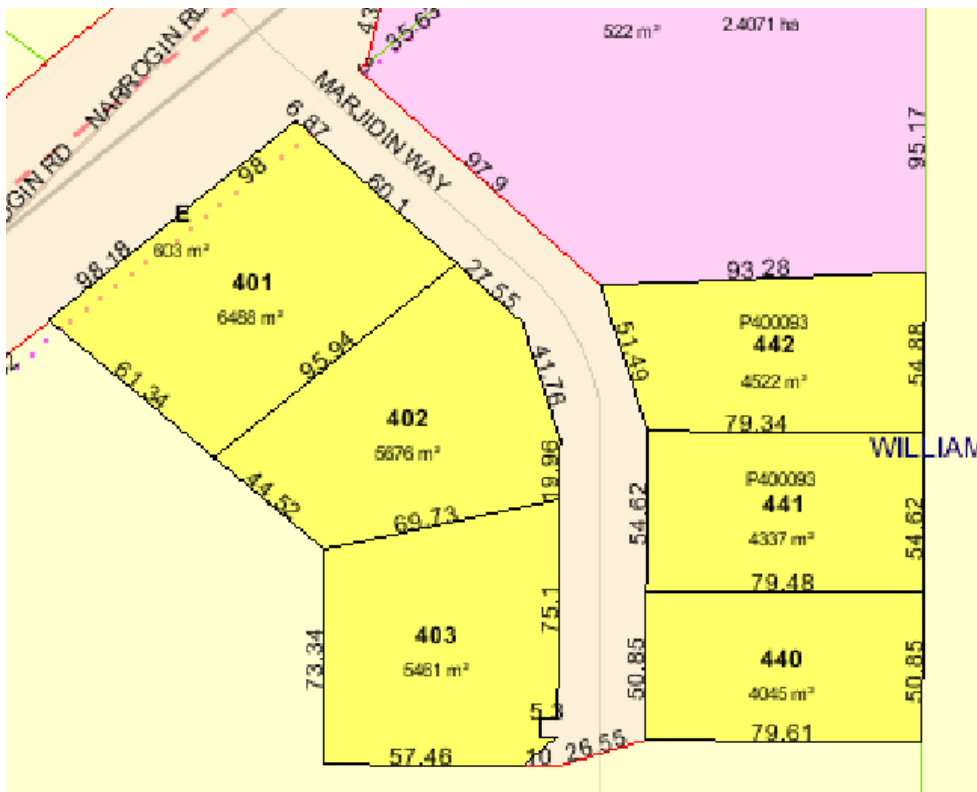 43
35.63
522 m²
2.4071 ha
NARROGIN RD
MARJIDIN WAY
6.87
97.9
95.17
98
60.1
E
98.18
603 m²
401
6488 m²
27.55
93.28
P400093
442
4522 m²
51.49
54.88
79.34
61.34
95.94
41.76
402
5676 m²
19.96
44.52
69.73
WILLIAM
P400093
441
4337 m²
54.62
54.62
79.48
403
5461 m²
73.34
75.1
440
4045 m²
50.85
50.85
79.61
5.3
57.46
10
26.55